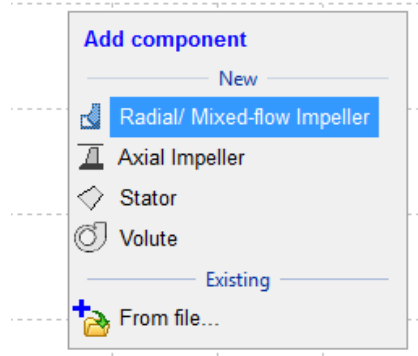 Add component
New
Radial/ Mixed-flow Impeller
Axial Impeller
Stator
Volute
Existing
From file...